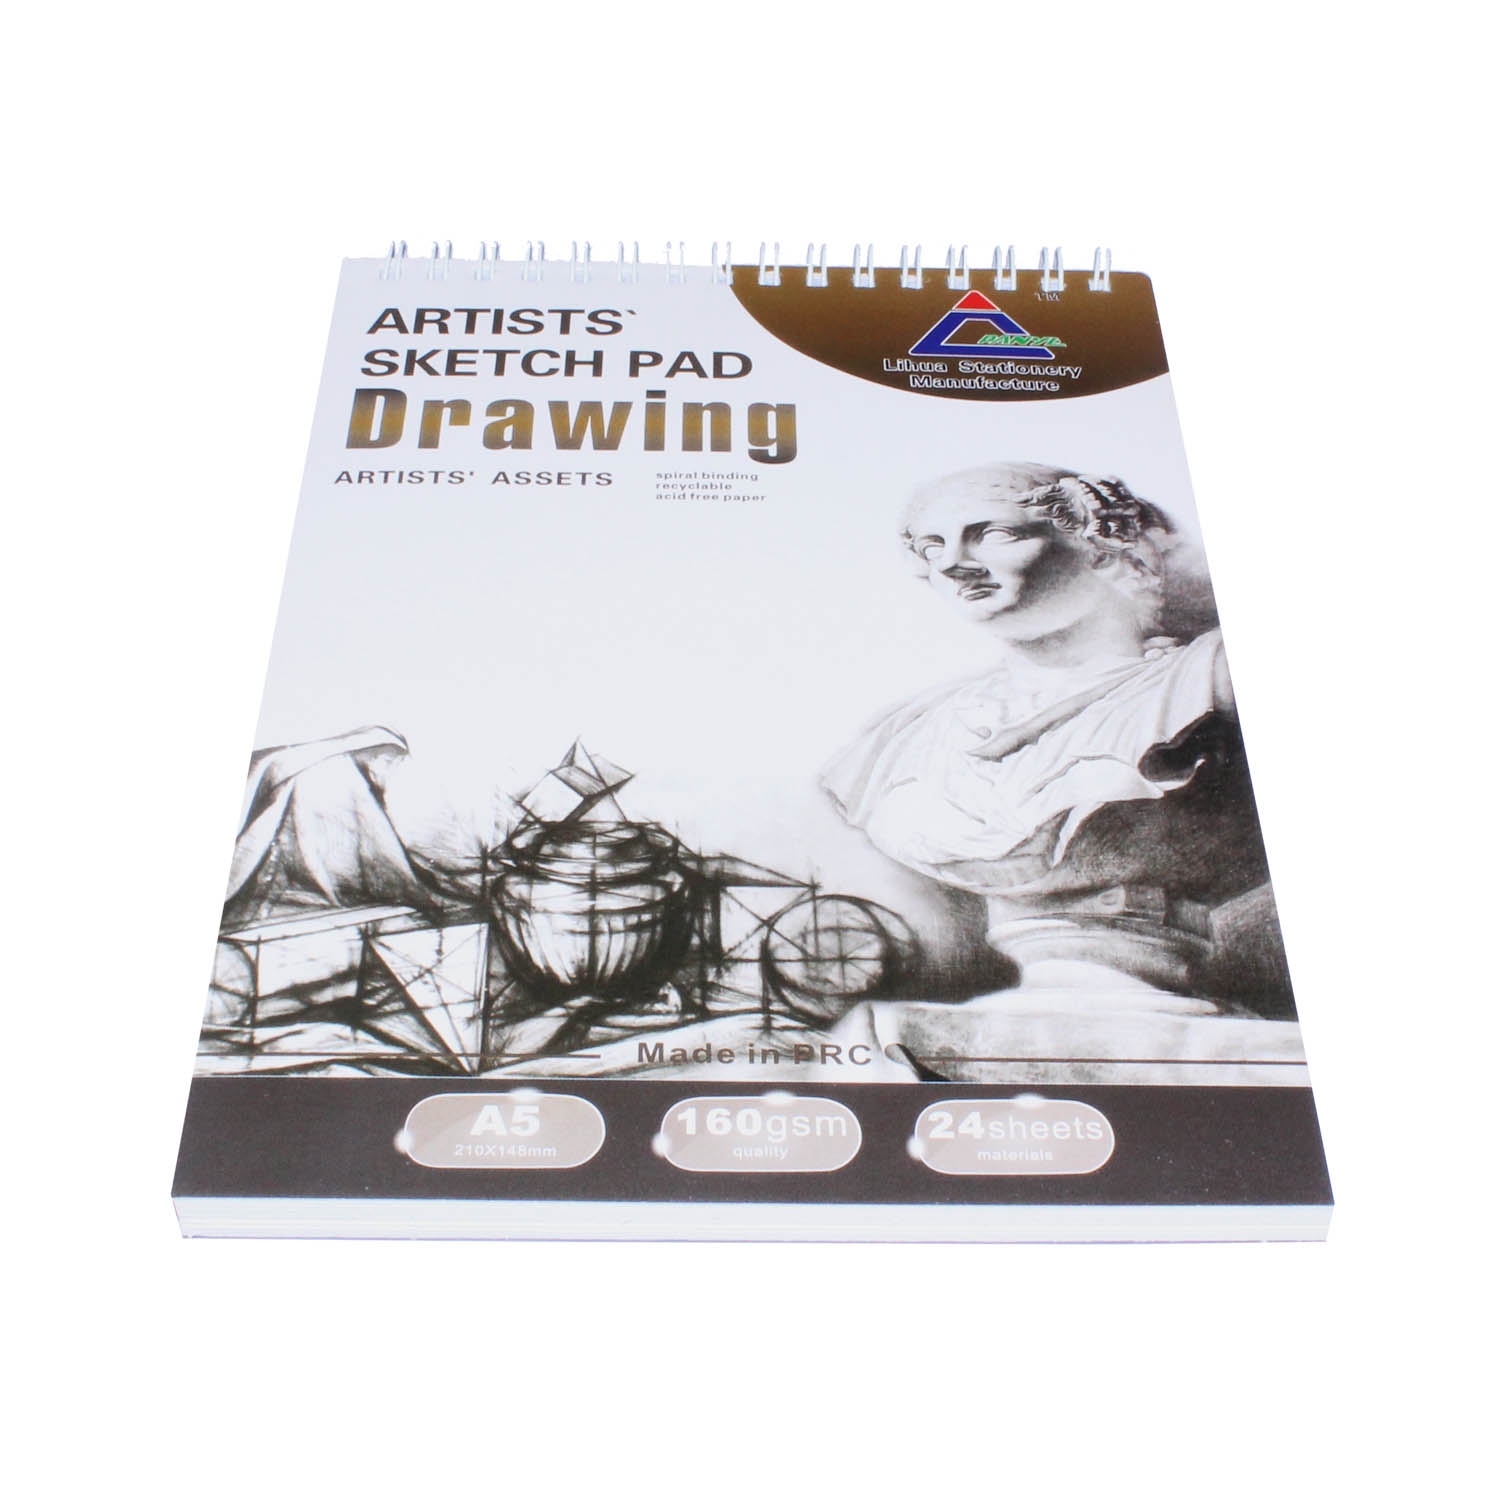 ARTISTS`
SKETCH PAD
Drawing
ARTISTS' ASSETS
spiral binding
recyclable
acid free paper
TM
DANYL
Lihua Stationery
Manufacture
Made in PRC
A5
210X148mm
160gsm
quality
24sheets
materials